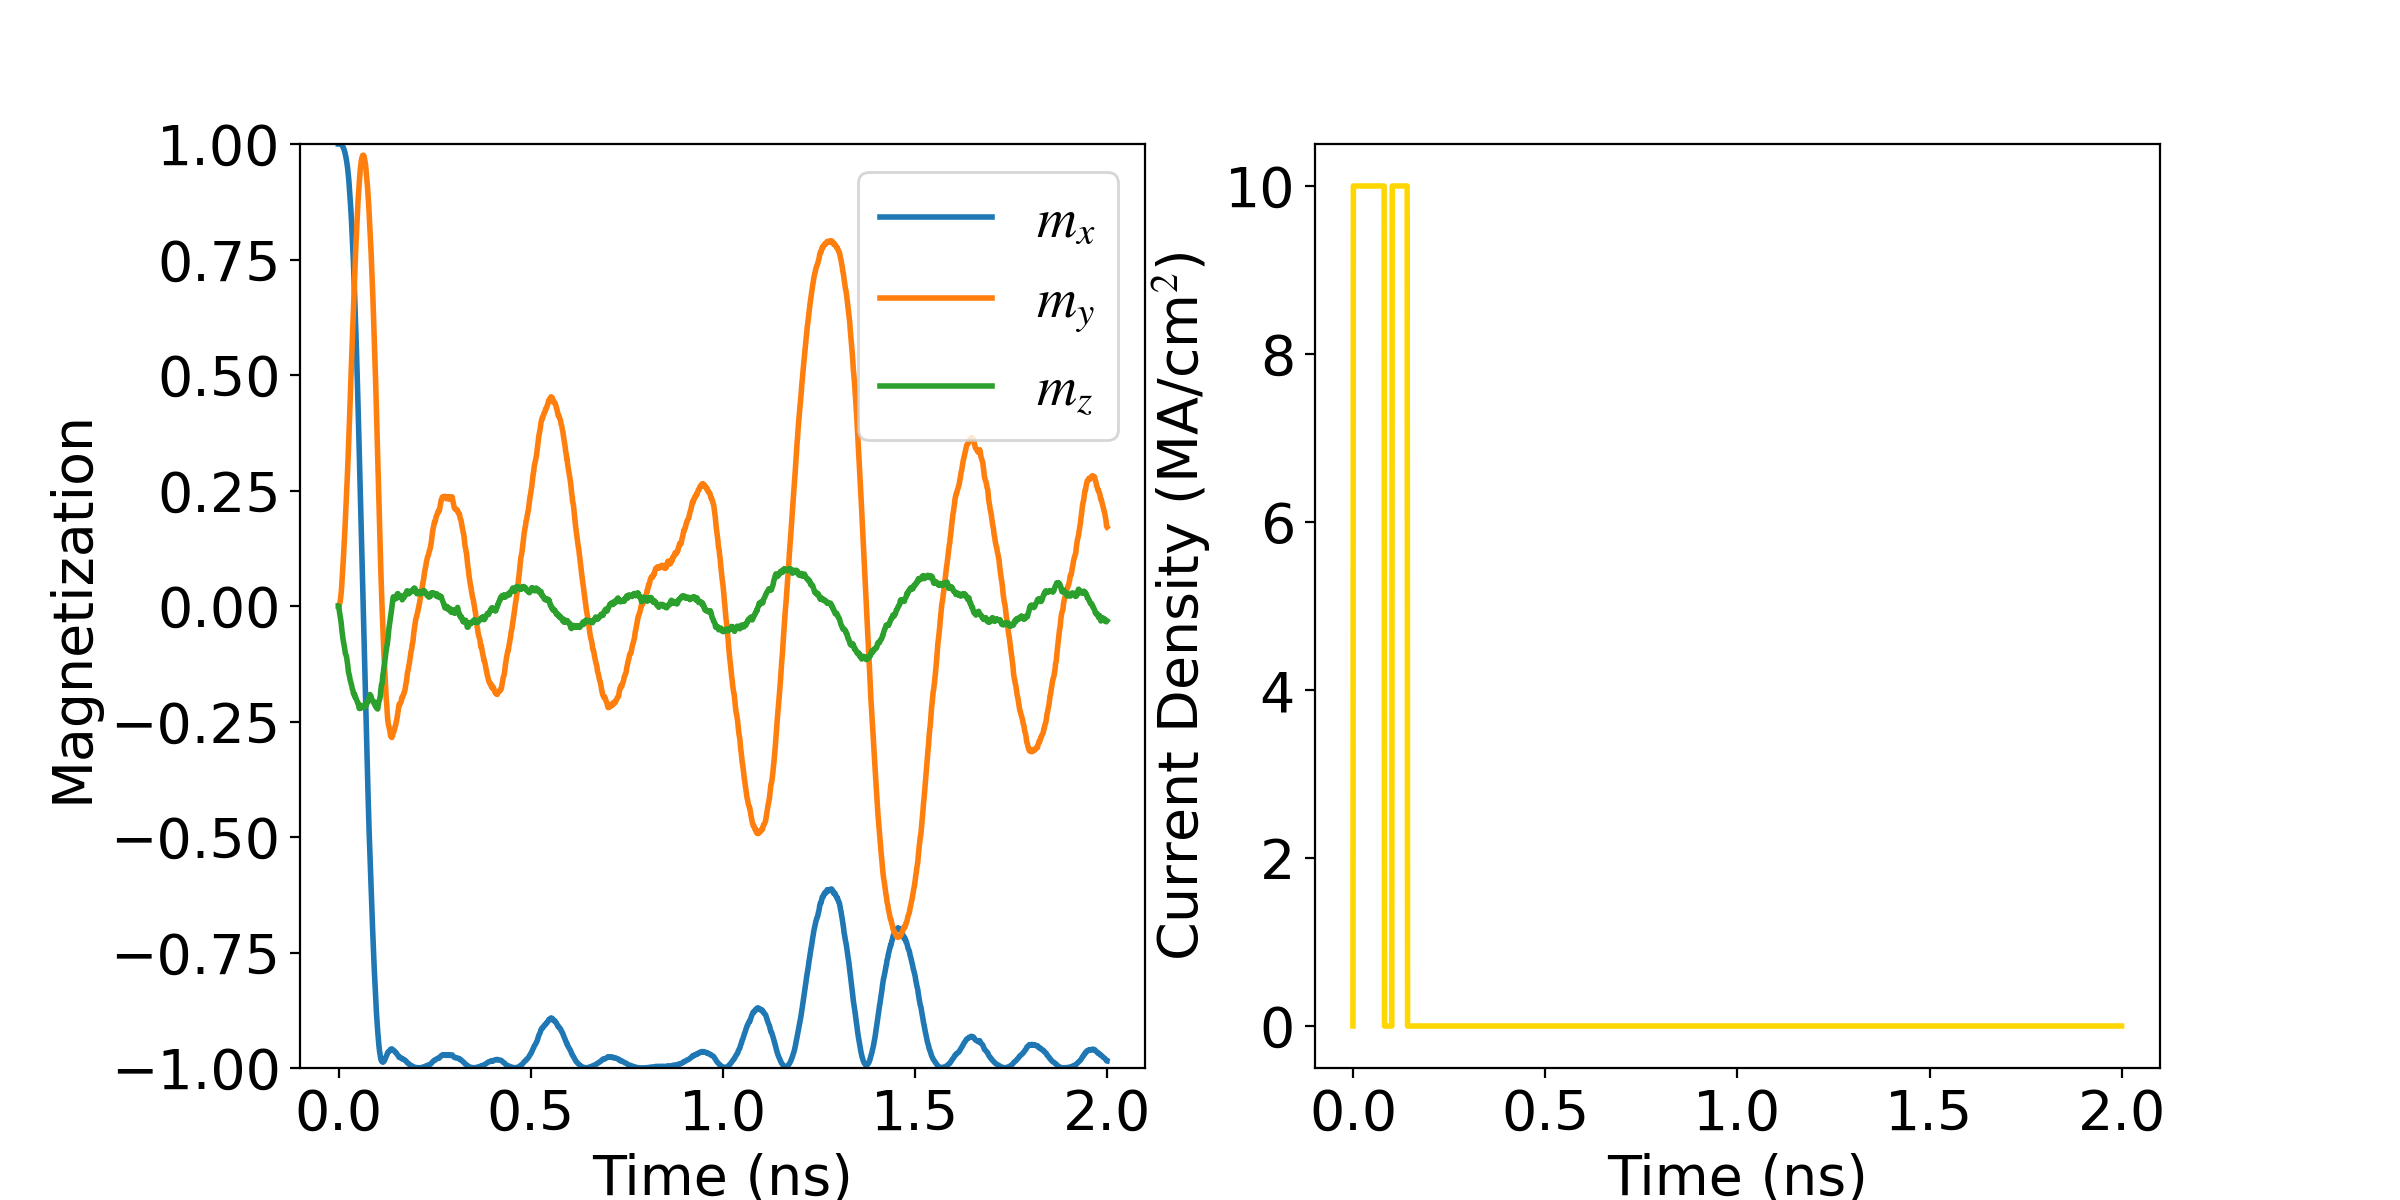 1.00
0.75
0.50
0.25
0.00
−0.25
−0.50
−0.75
−1.00
Magnetization
0.0 0.5 1.0 1.5 2.0
Time (ns)
m_x
m_y
m_z
10
8
6
4
2
0
Current Density (MA/cm²)
0.0 0.5 1.0 1.5 2.0
Time (ns)